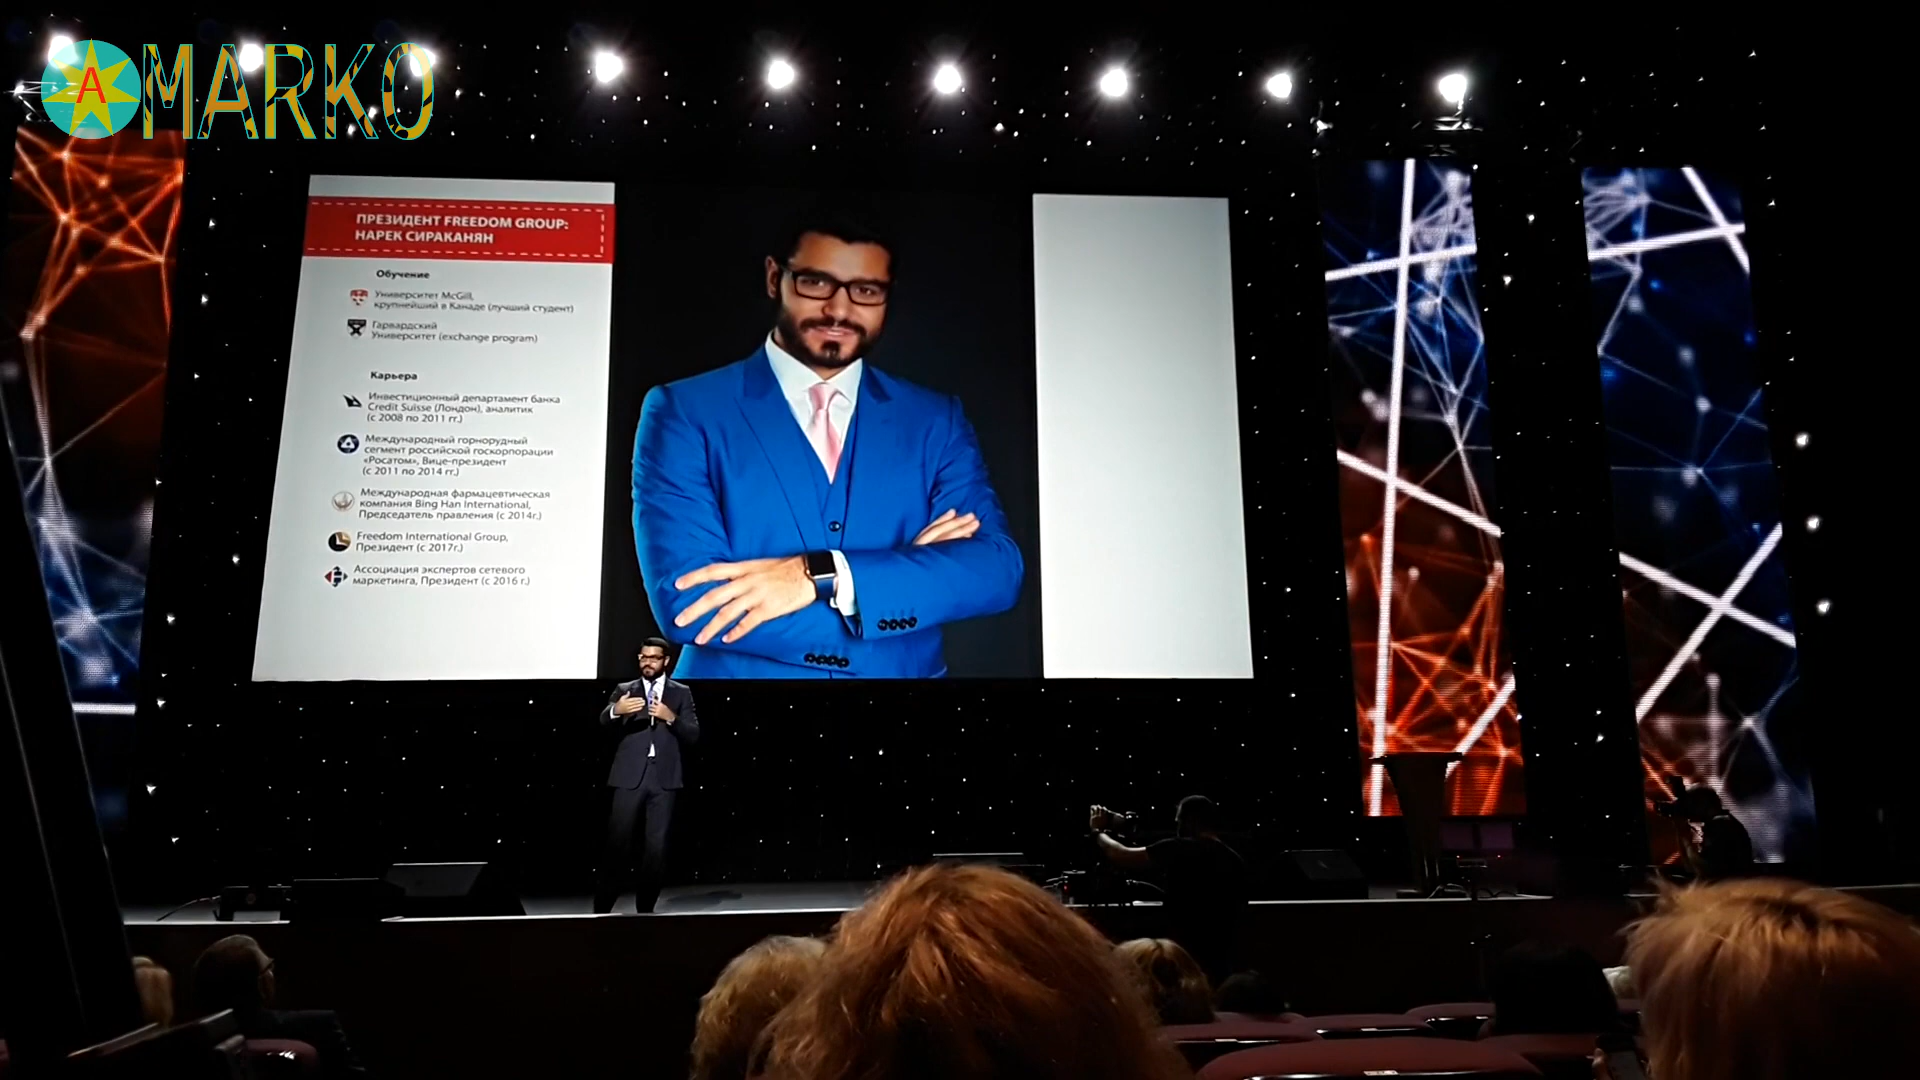 A MARKO
ПРЕЗИДЕНТ FREEDOM GROUP:
НАРЕК СИРАКАНЯН
Обучение
Университет McGill,
крупнейший в Канаде (лучший студент)
Гарвардский
Университет (exchange program)
Карьера
Инвестиционный департамент банка
Credit Suisse (Лондон), аналитик
(с 2008 по 2011 гг.)
Международный горнорудный
сегмент российской госкорпорации
«Росатом», Вице-президент
(с 2011 по 2014 гг.)
Международная фармацевтическая
компания Bing Han International,
Председатель правления (с 2014г.)
Freedom International Group,
Президент (с 2017г.)
Ассоциация экспертов сетевого
маркетинга, Президент (с 2016 г.)